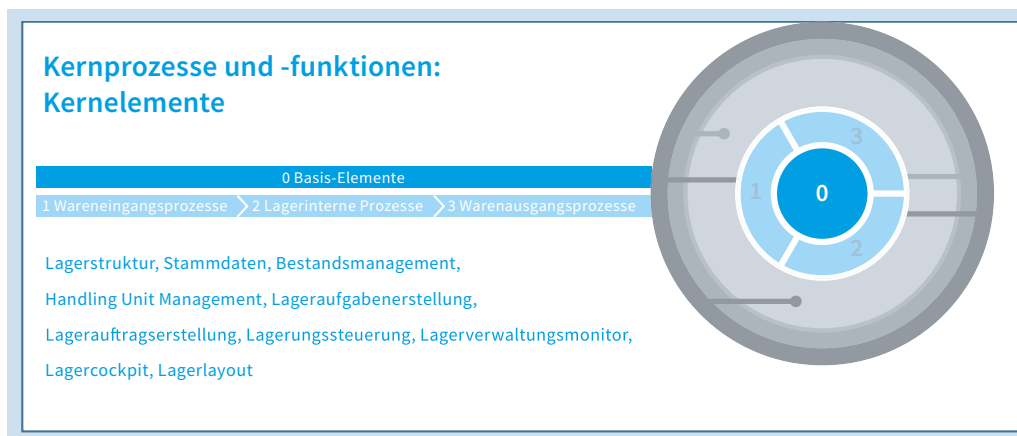 Kernprozesse und -funktionen:
Kernelemente
0 Basis-Elemente
1 Wareneingangsprozesse 2 Lagerinterne Prozesse 3 Warenausgangsprozesse
Lagerstruktur, Stammdaten, Bestandsmanagement,
Handling Unit Management, Lageraufgabenerstellung,
Lagerauftragserstellung, Lagerungssteuerung, Lagerverwaltungsmonitor,
Lagercockpit, Lagerlayout
3
1
0
2